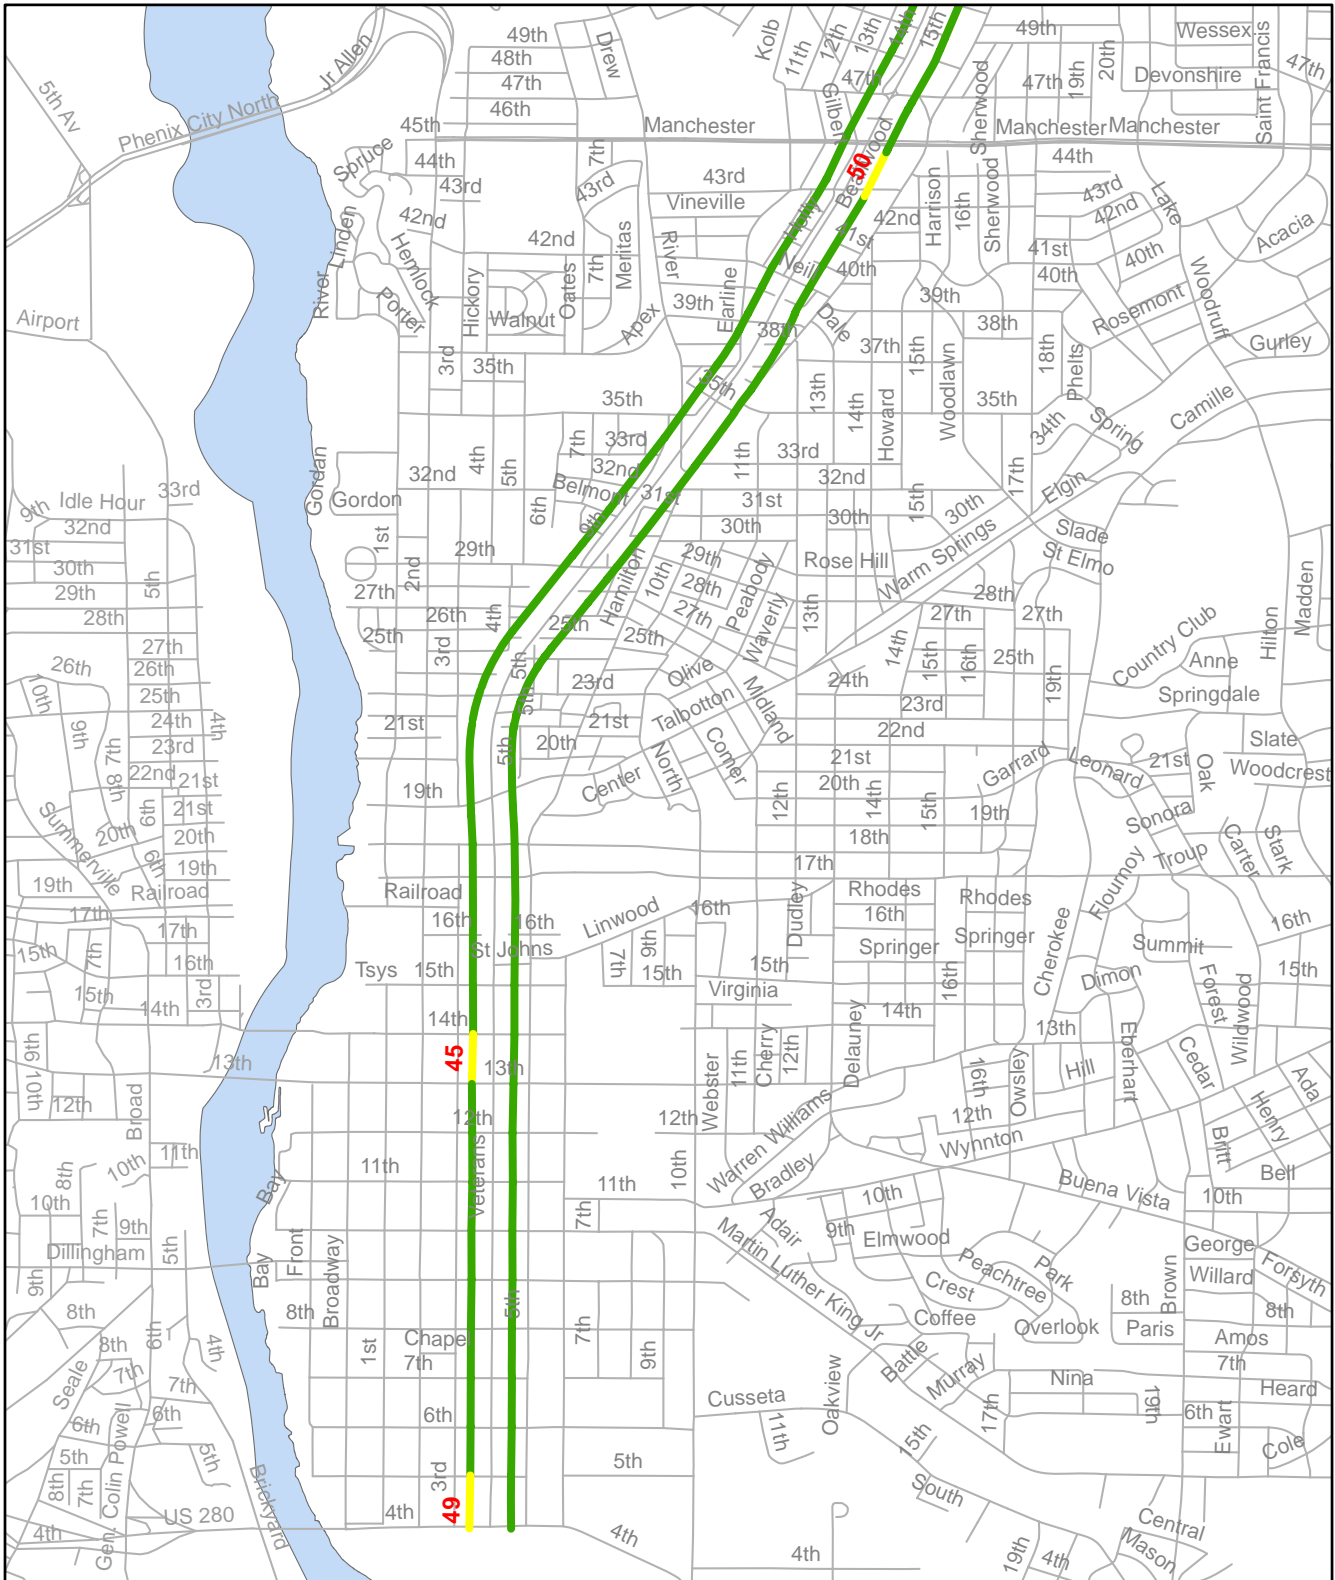 49th
Drew
Kolb
11th
12th
13th
14th
15th
49th
20th
Wessex
Saint Francis
47th
48th
47th
46th
45th
Jr Allen
5th Av
Phenix City North
Manchester
47th
Gilbert
Sherwood
47th
19th
Devonshire
Manchester
Manchester
Spruce
44th
43rd
42nd
7th
43rd
43rd
Vineville
Beawood
50
44th
43rd
42nd
Lake
Acacia
Linden
Hemlock
Porter
River
42nd
Oates
7th
Meritas
River
Holly
41st
42nd
Harrison
16th
Sherwood
41st
40th
40th
Woodruff
Airport
Hickory
Walnut
Apex
39th
Earline
Neill
40th
39th
Dale
38th
38th
Rosemont
Gurley
3rd
35th
37th
15th
18th
Phelts
35th
35th
13th
14th
Howard
Woodlawn
35th
34th
Spring
Camille
7th
33rd
32nd
Belmont
11th
33rd
32nd
17th
Elgin
Gordan
32nd
4th
5th
6th
9th
31st
31st
30th
30th
15th
30th
Idle Hour
33rd
9th
32nd
31st
30th
29th
28th
5th
Gordon
1st
2nd
29th
Hamilton
10th
29th
28th
27th
Peabody
Waverly
Rose Hill
Warm Springs
Slade
St Elmo
Madden
27th
26th
25th
3rd
4th
25th
25th
13th
28th
27th
27th
14th
15th
16th
25th
19th
Country Club
Anne
Springdale
Hilton
27th
26th
26th
10th
25th
24th
23rd
22nd
21st
4th
9th
7th
8th
5th
5th
23rd
21st
20th
Olive
Talbotton
Midland
24th
23rd
22nd
21st
5th
Center
North
Comer
21st
20th
Garrard
Leonard
21st
Oak
Slate
Woodcrest
19th
12th
14th
15th
19th
18th
17th
Sonora
Troup
Carter
Stark
Summerville
20th
6th
21st
20th
6th
19th
19th
Railroad
Railroad
17th
17th
15th
7th
16th
15th
14th
3rd
16th
16th
St Johns
Linwood
16th
Dudley
Rhodes
16th
Springer
Rhodes
Springer
Cherokee
Flournoy
Summit
16th
15th
Tsys
15th
7th
9th
15th
15th
Virginia
16th
Dimon
Forest
Wildwood
14th
14th
13th
45
13th
13th
Webster
11th
Cherry
12th
Delauney
Owsley
16th
Hill
Eberhart
Cedar
Ada
9th
10th
12th
Broad
12th
12th
12th
Warren Williams
Wynnton
Henry
Britt
Bell
11th
10th
8th
Bay
11th
Veterans
11th
10th
Bradley
Buena Vista
10th
10th
7th
9th
Dillingham
5th
9th
Front
Bay
Broadway
7th
Adair
10th
9th
Elmwood
Park
Peachtree
George
Willard
Forsyth
8th
8th
6th
4th
8th
5th
Martin Luther King Jr
Crest
Coffee
Overlook
8th
Paris
Brown
8th
Amos
Seale
7th
7th
1st
Chapel
7th
7th
9th
Battle
Murray
Nina
7th
Heard
6th
6th
6th
Cusseta
Oakview
17th
19th
6th
Ewart
Cole
5th
8th
7th
Gen. Colin Powell
5th
Brickyard
3rd
5th
11th
15th
South
4th
US 280
4th
49
4th
4th
19th
4th
Central
Mason